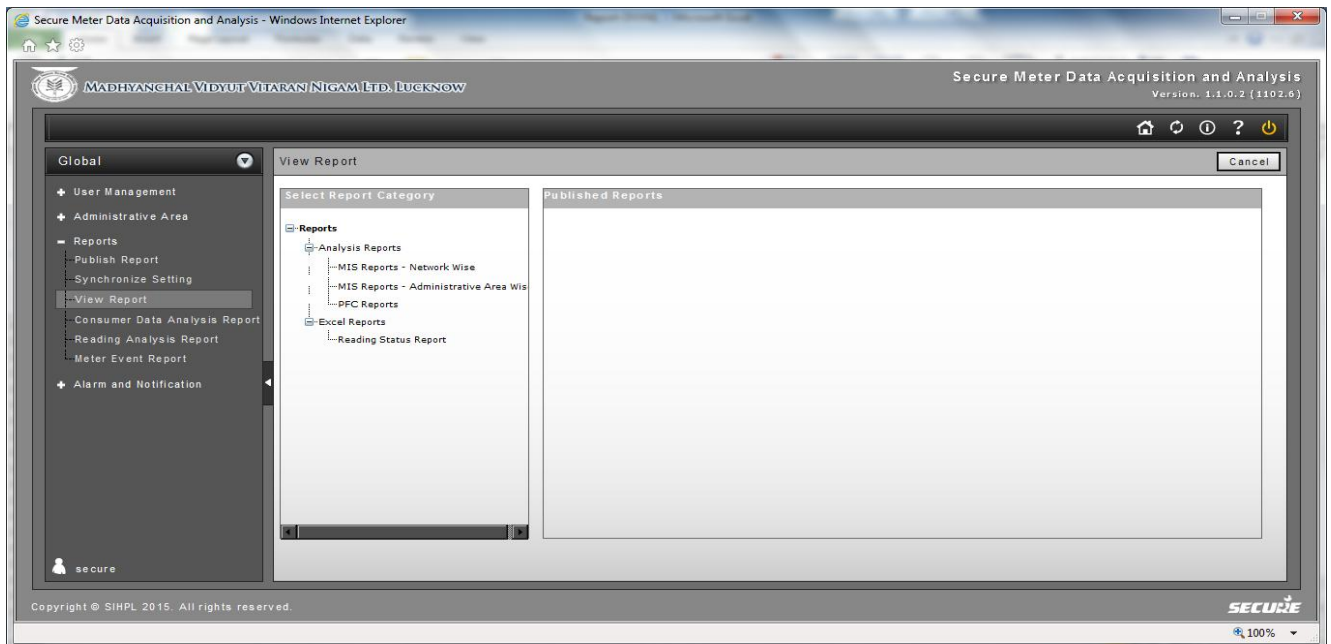 Secure Meter Data Acquisition and Analysis - Windows Internet Explorer
MADHYANCHAL VIDYUT VITARAN NIGAM LTD. LUCKNOW
Secure Meter Data Acquisition and Analysis
Version. 1.1.0.2 (1102.6)
Global
View Report
Cancel
User Management
Administrative Area
Reports
Publish Report
Synchronize Setting
View Report
Consumer Data Analysis Report
Reading Analysis Report
Meter Event Report
Alarm and Notification
Select Report Category
Reports
Analysis Reports
MIS Reports - Network Wise
MIS Reports - Administrative Area Wis
PFC Reports
Excel Reports
Reading Status Report
Published Reports
secure
Copyright © SIHPL 2015. All rights reserved.
SECURE
100%